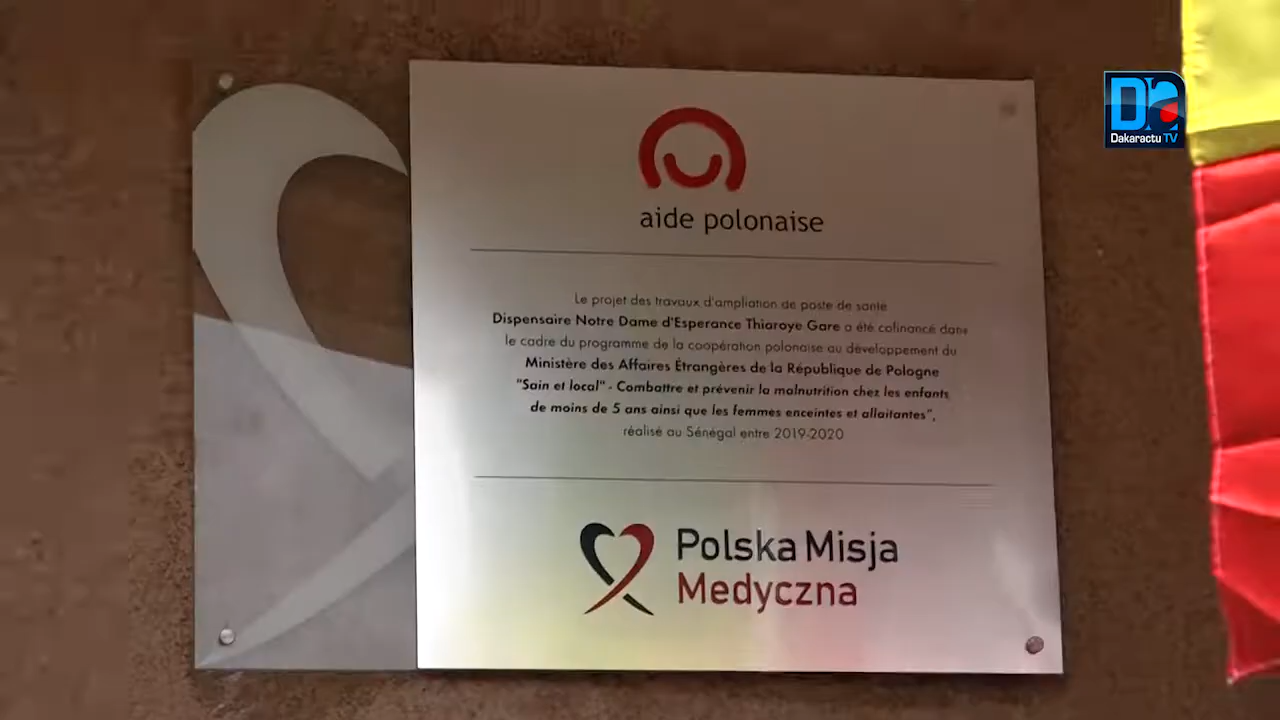 Dakaractu TV
aide polonaise
Le projet des travaux d'ampliation de poste de santé
Dispensaire Notre Dame d'Esperance Thiaroye Gare a été cofinancé dans
le cadre du programme de la coopération polonaise au développement du
Ministère des Affaires Étrangères de la République de Pologne
"Sain et local" - Combattre et prévenir la malnutrition chez les enfants
de moins de 5 ans ainsi que les femmes enceintes et allaitantes",
réalisé au Sénégal entre 2019-2020
Polska Misja
Medyczna